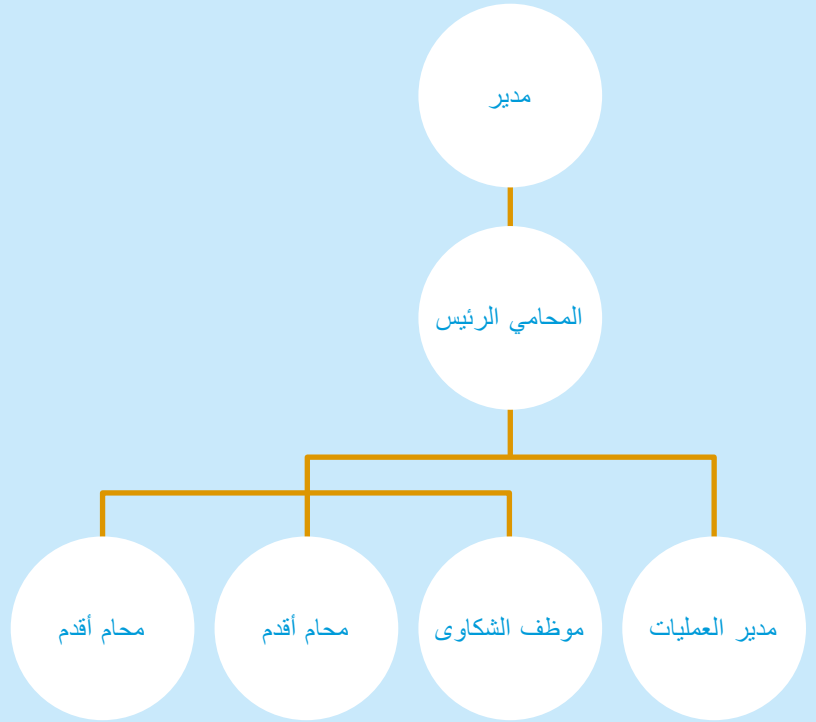 مدير
المحامي الرئيس
مدير العمليات
موظف الشكاوى
محام أقدم
محام أقدم